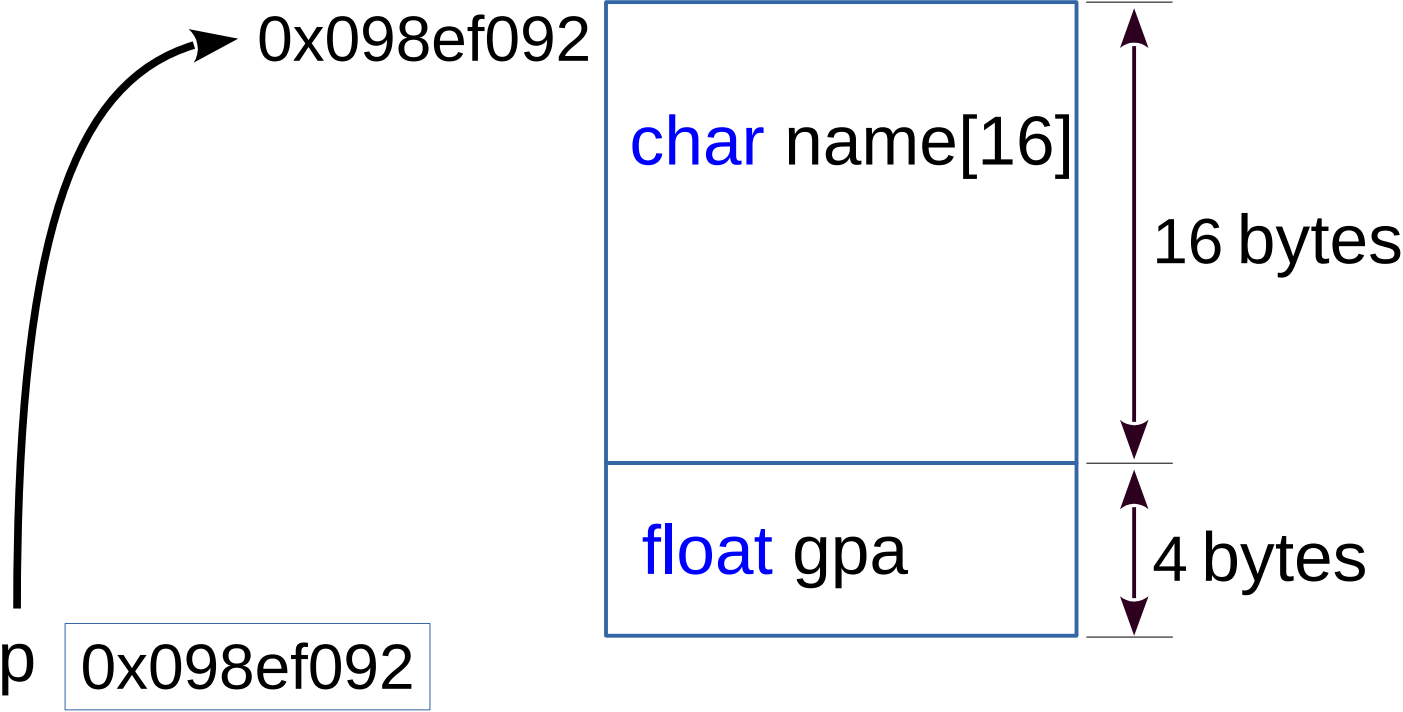 0x098ef092
char name[16]
16 bytes
float gpa
4 bytes
p 0x098ef092